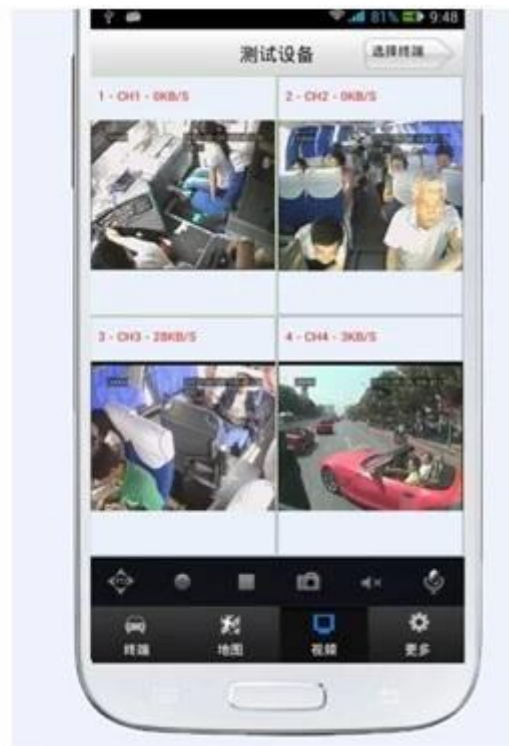 81% 9:48
测试设备
选择终端
1 - CH1 - 0KB/S
2 - CH2 - 0KB/S
3 - CH3 - 28KB/S
4 - CH4 - 3KB/S
PTZ
终端
地图
视频
更多